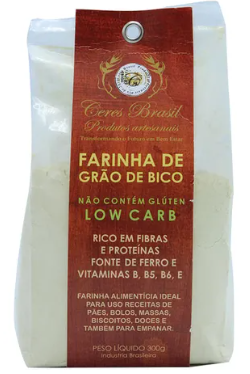 Ceres Brasil
Produtos artesanais
FARINHA DE
GRÃO DE BICO
NÃO CONTÉM GLÚTEN
LOW CARB
RICO EM FIBRAS
E PROTEÍNAS
FONTE DE FERRO E
VITAMINAS B, B5, B6, E
FARINHA ALIMENTÍCIA IDEAL
PARA USO RECEITAS DE
PÃES, BOLOS, MASSAS,
BISCOITOS, DOCES E
TAMBÉM PARA EMPANAR.
PESO LÍQUIDO 300g
Indústria Brasileira